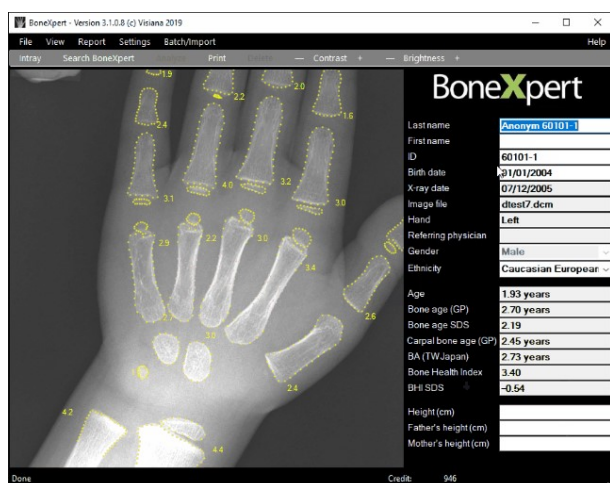 BoneXpert - Version 3.1.0.8 (c) Visiana 2019
File View Report Settings Batch/Import Help
Intray Search BoneXpert Analyze Print Delete — Contrast + — Brightness +
BoneXpert
Last name Anonym 60101-1
First name
ID 60101-1
Birth date 01/01/2004
X-ray date 07/12/2005
Image file dtest7.dcm
Hand Left
Referring physician
Gender Male
Ethnicity Caucasian European
Age 1.93 years
Bone age (GP) 2.70 years
Bone age SDS 2.19
Carpal bone age (GP) 2.45 years
BA (TWJapan) 2.73 years
Bone Health Index 3.40
BHI SDS -0.54
Height (cm)
Father's height (cm)
Mother's height (cm)
1.9
2.4
2.2
2.0
1.6
3.1
4.0
3.2
3.0
2.9
2.2
3.0
3.4
2.6
3.0
2.4
4.2
4.4
Done Credit: 946